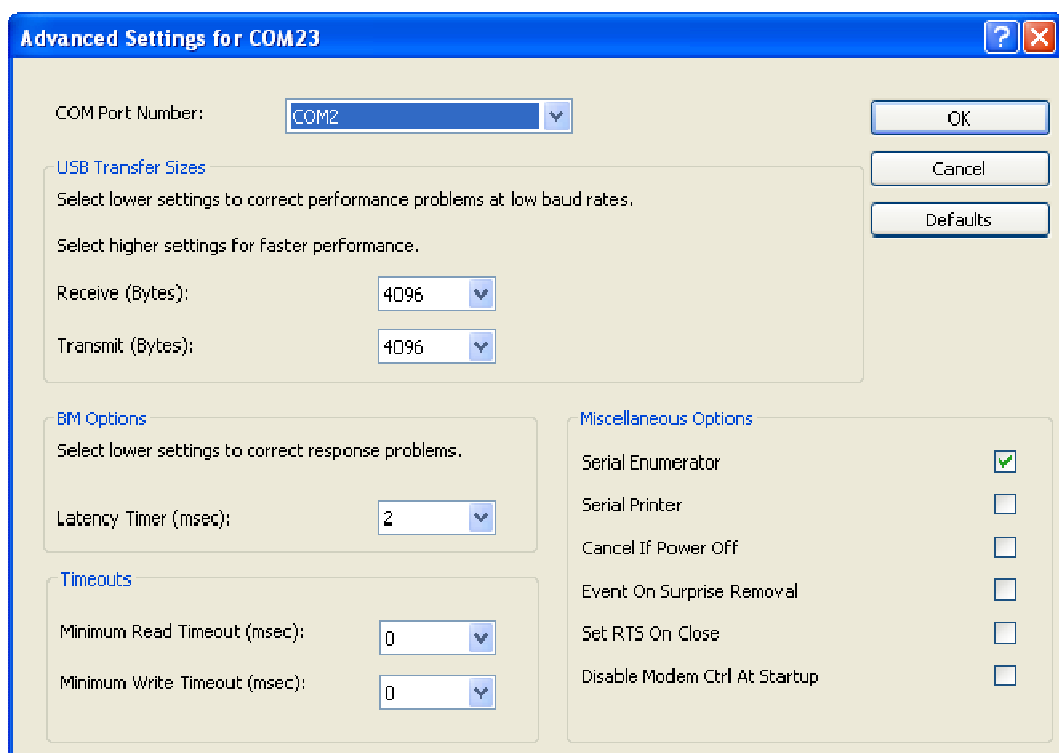 Advanced Settings for COM23
COM Port Number:
COM2
OK
Cancel
Defaults
USB Transfer Sizes
Select lower settings to correct performance problems at low baud rates.
Select higher settings for faster performance.
Receive (Bytes):
4096
Transmit (Bytes):
4096
BM Options
Select lower settings to correct response problems.
Latency Timer (msec):
2
Timeouts
Minimum Read Timeout (msec):
0
Minimum Write Timeout (msec):
0
Miscellaneous Options
Serial Enumerator
Serial Printer
Cancel If Power Off
Event On Surprise Removal
Set RTS On Close
Disable Modem Ctrl At Startup